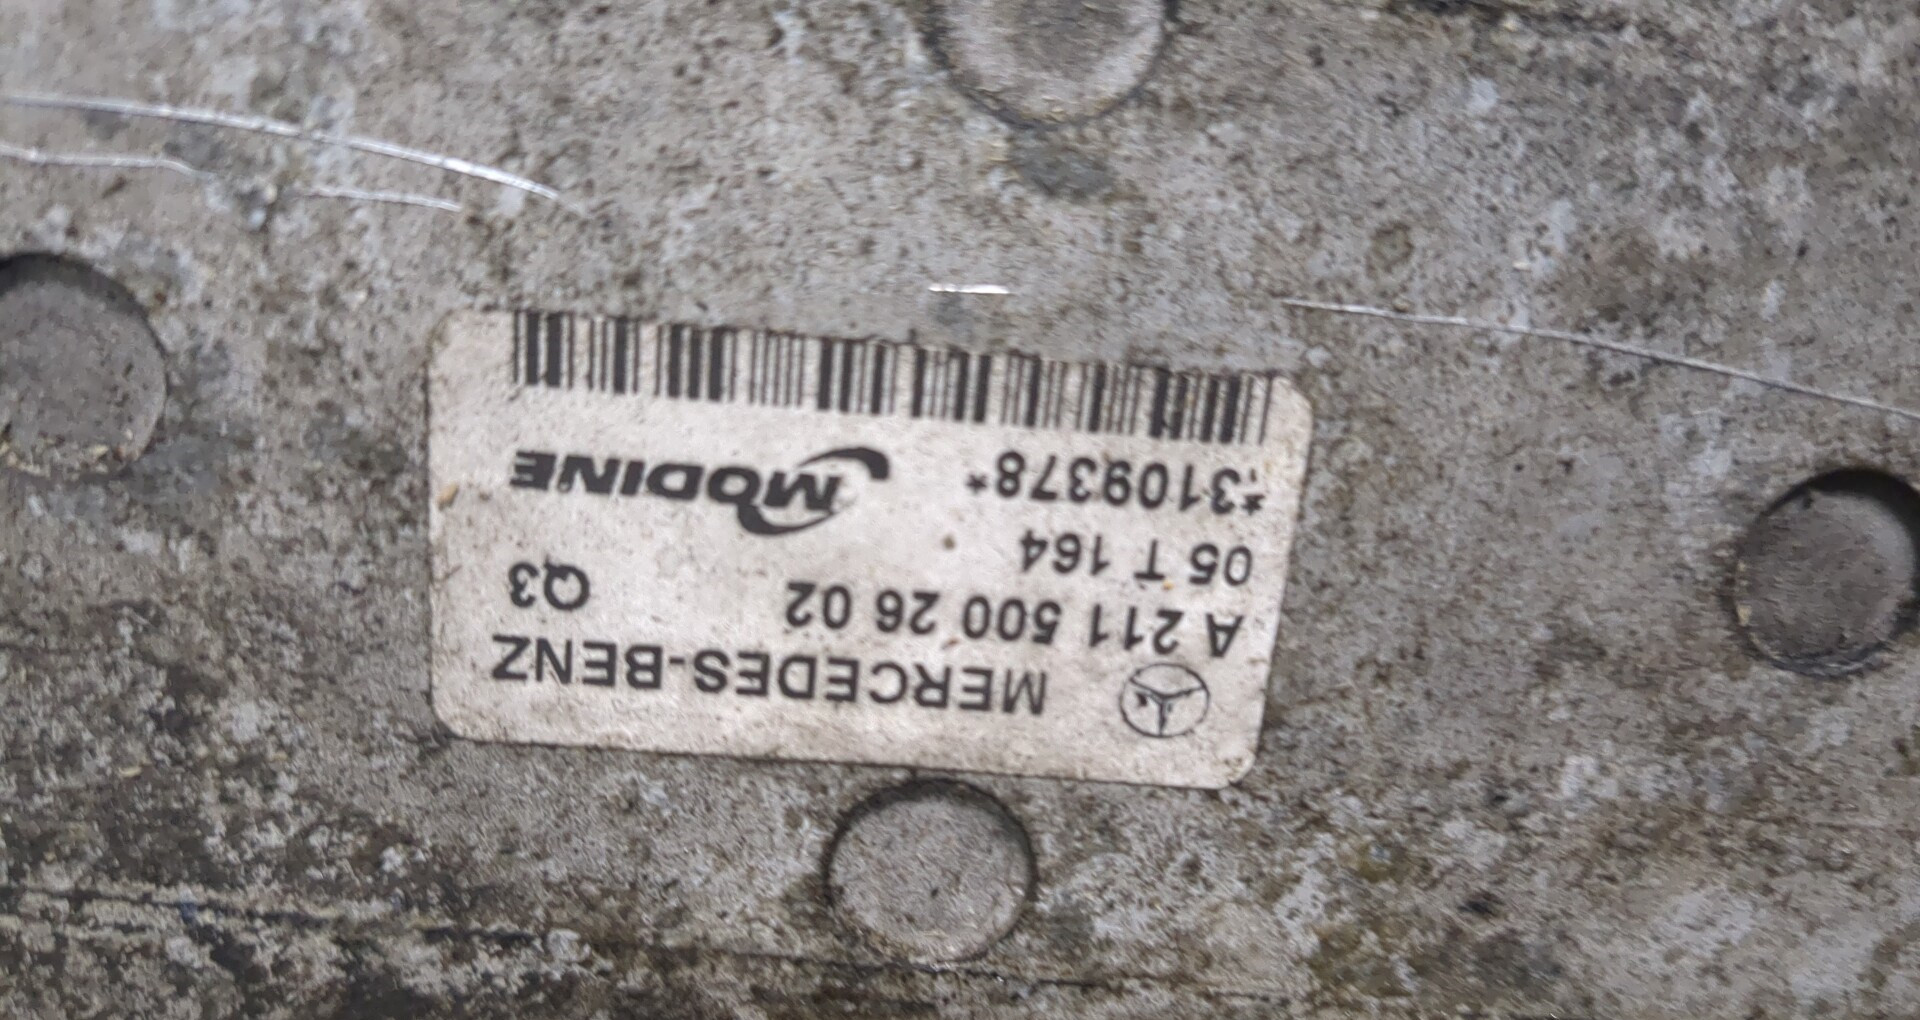 MERCEDES-BENZ
A 211 500 26 02 Q3
05 T 164
*3109378* MODINE